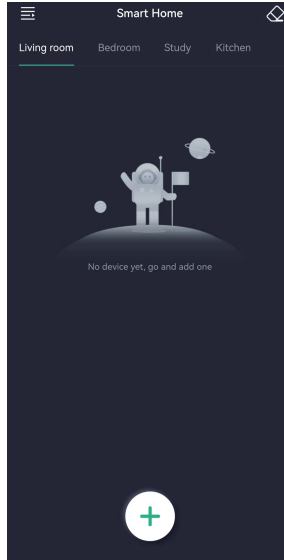 Smart Home
Living room Bedroom Study Kitchen
No device yet, go and add one